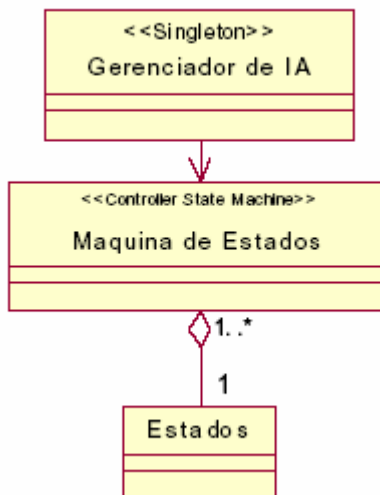 <<Singleton>>
Gerenciador de IA
<<Controller State Machine>>
Maquina de Estados
1..*
1
Estados